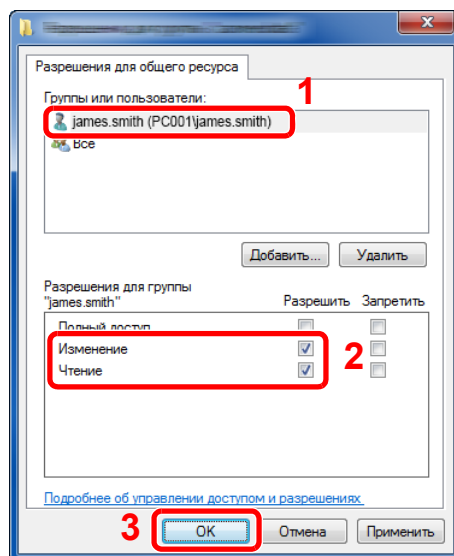 Разрешения для общего ресурса
Группы или пользователи:
1
james.smith (PC001\james.smith)
Все
Добавить... Удалить
Разрешения для группы
"james.smith" Разрешить Запретить
Полный доступ
Изменение
2
Чтение
Подробнее об управлении доступом и разрешениях
3
OK Отмена Применить